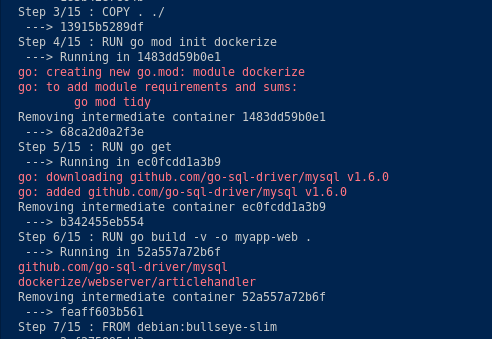 Step 3/15 : COPY . ./
 ---> 13915b5289df
Step 4/15 : RUN go mod init dockerize
 ---> Running in 1483dd59b0e1
go: creating new go.mod: module dockerize
go: to add module requirements and sums:
        go mod tidy
Removing intermediate container 1483dd59b0e1
 ---> 68ca2d0a2f3e
Step 5/15 : RUN go get
 ---> Running in ec0fcdd1a3b9
go: downloading github.com/go-sql-driver/mysql v1.6.0
go: added github.com/go-sql-driver/mysql v1.6.0
Removing intermediate container ec0fcdd1a3b9
 ---> b342455eb554
Step 6/15 : RUN go build -v -o myapp-web .
 ---> Running in 52a557a72b6f
github.com/go-sql-driver/mysql
dockerize/webserver/articlehandler
Removing intermediate container 52a557a72b6f
 ---> feaff603b561
Step 7/15 : FROM debian:bullseye-slim